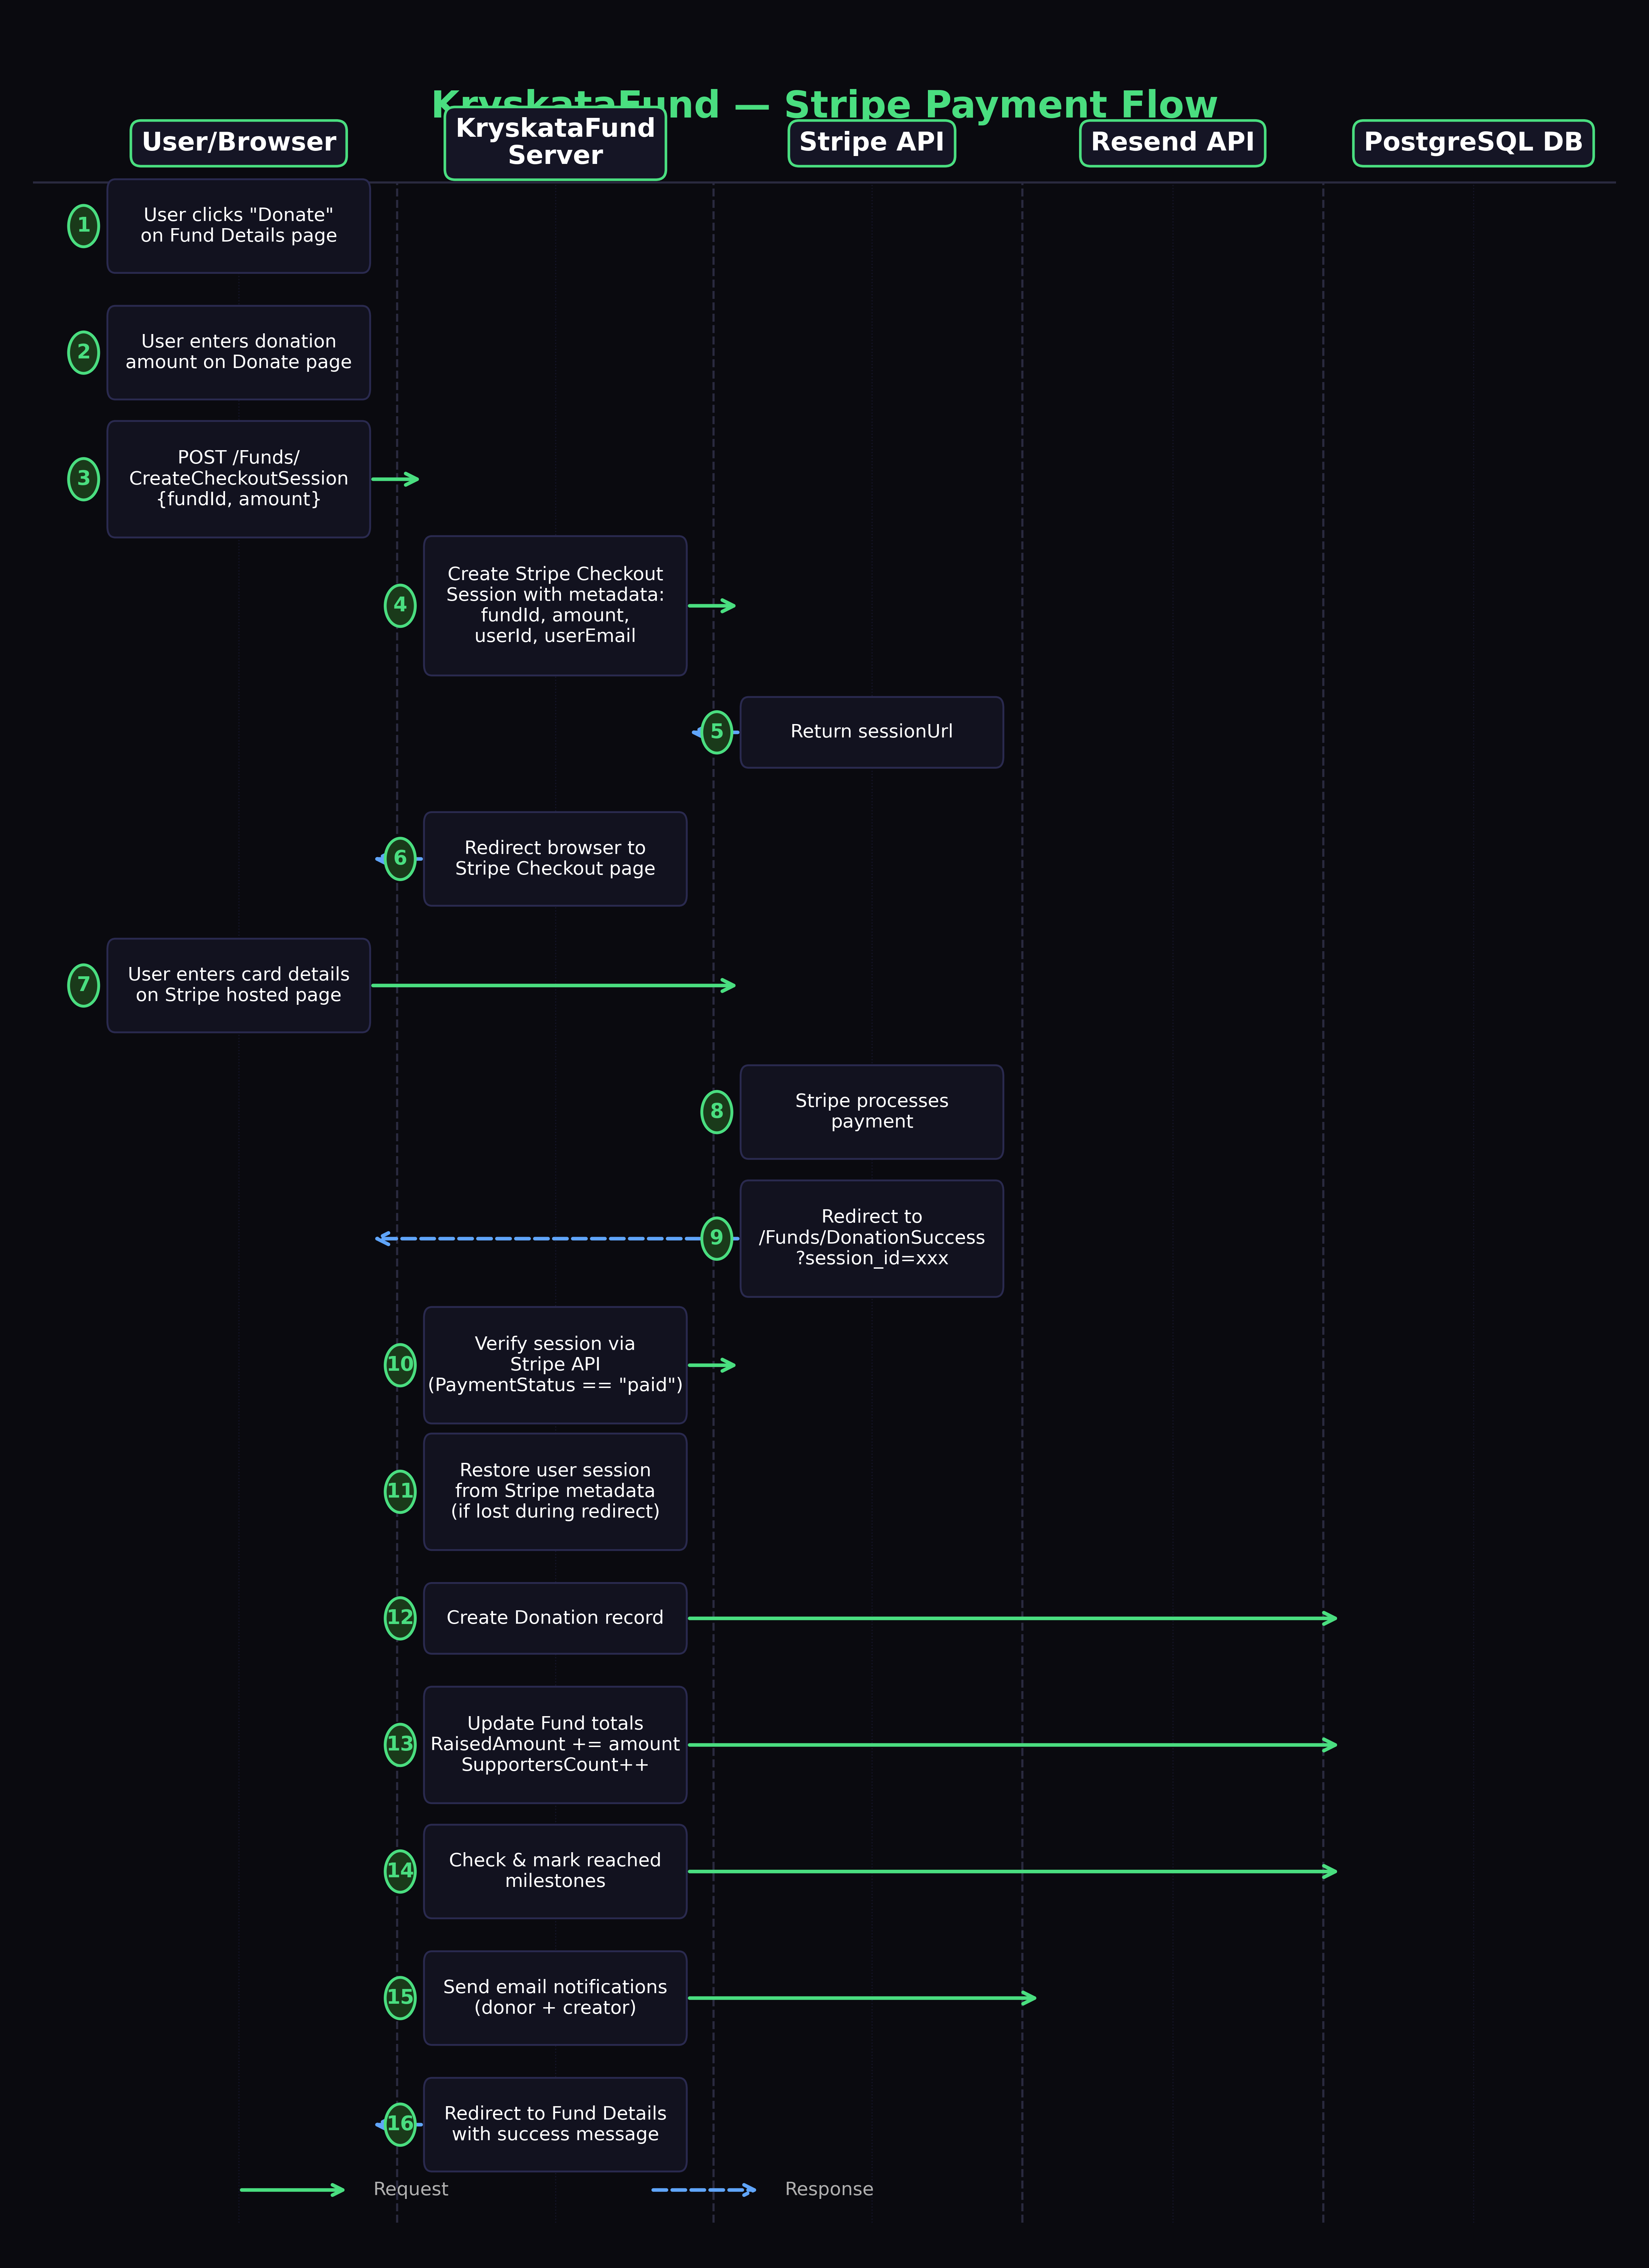 KryskataFund — Stripe Payment Flow
User/Browser
KryskataFund
Server
Stripe API
Resend API
PostgreSQL DB
1
User clicks "Donate"
on Fund Details page
2
User enters donation
amount on Donate page
3
POST /Funds/
CreateCheckoutSession
{fundId, amount}
4
Create Stripe Checkout
Session with metadata:
fundId, amount,
userId, userEmail
5
Return sessionUrl
6
Redirect browser to
Stripe Checkout page
7
User enters card details
on Stripe hosted page
8
Stripe processes
payment
9
Redirect to
/Funds/DonationSuccess
?session_id=xxx
10
Verify session via
Stripe API
(PaymentStatus == "paid")
11
Restore user session
from Stripe metadata
(if lost during redirect)
12
Create Donation record
13
Update Fund totals
RaisedAmount += amount
SupportersCount++
14
Check & mark reached
milestones
15
Send email notifications
(donor + creator)
16
Redirect to Fund Details
with success message
Request
Response